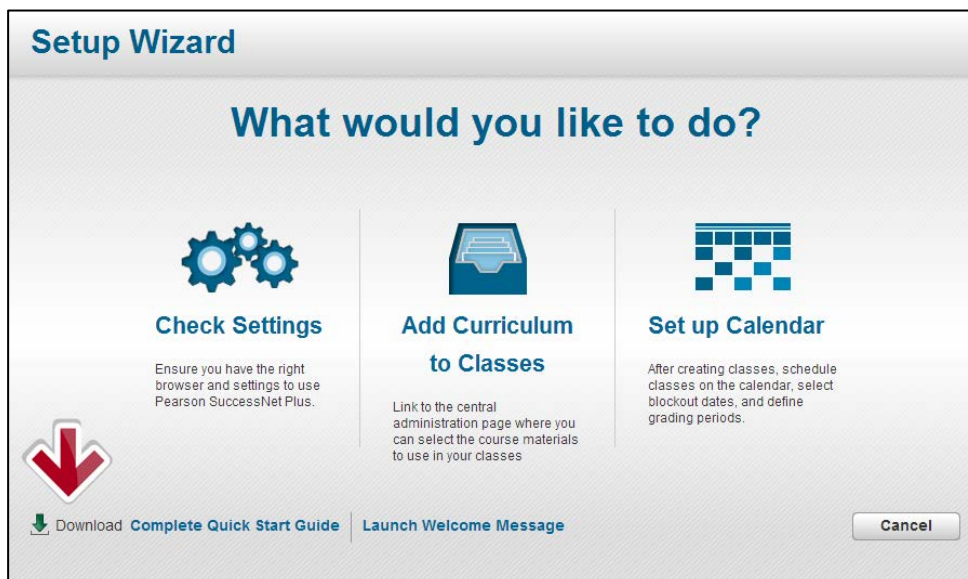 Setup Wizard
What would you like to do?
Check Settings
Ensure you have the right
browser and settings to use
Pearson SuccessNet Plus.
Add Curriculum
to Classes
Link to the central
administration page where you
can select the course materials
to use in your classes
Set up Calendar
After creating classes, schedule
classes on the calendar, select
blockout dates, and define
grading periods.
Download Complete Quick Start Guide
Launch Welcome Message
Cancel